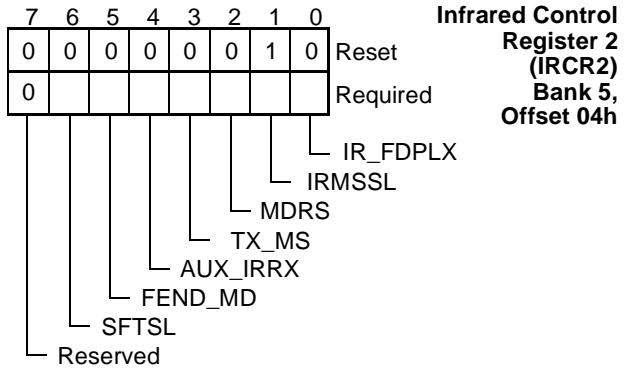 7 6 5 4 3 2 1 0
0 0 0 0 0 0 1 0 Reset
0 Required
Infrared Control
Register 2
(IRCR2)
Bank 5,
Offset 04h
IR_FDPLX
IRMSSL
MDRS
TX_MS
AUX_IRRX
FEND_MD
SFTSL
Reserved